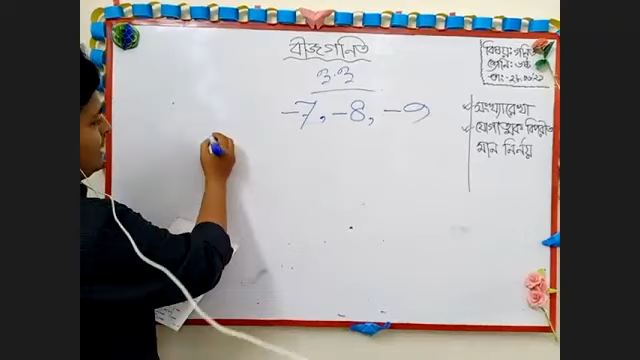 বীজগণিত
৩.৩
-7, -8, -9
বিষয়: গণিত
শ্রেণি: ৬ষ্ঠ
সংখ্যারেখা
যোগাত্মক বিপরীত
মান নির্ণয়